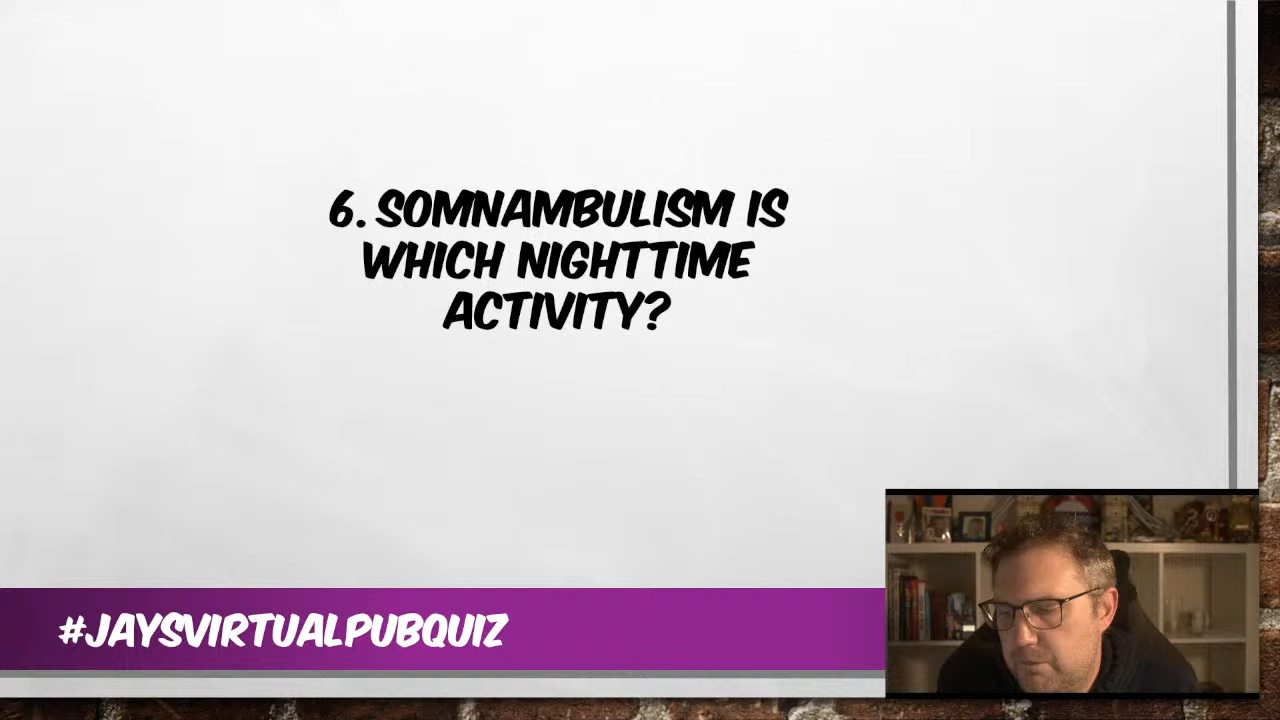 6. SOMNAMBULISM IS
WHICH NIGHTTIME
ACTIVITY?
#JAYSVIRTUALPUBQUIZ